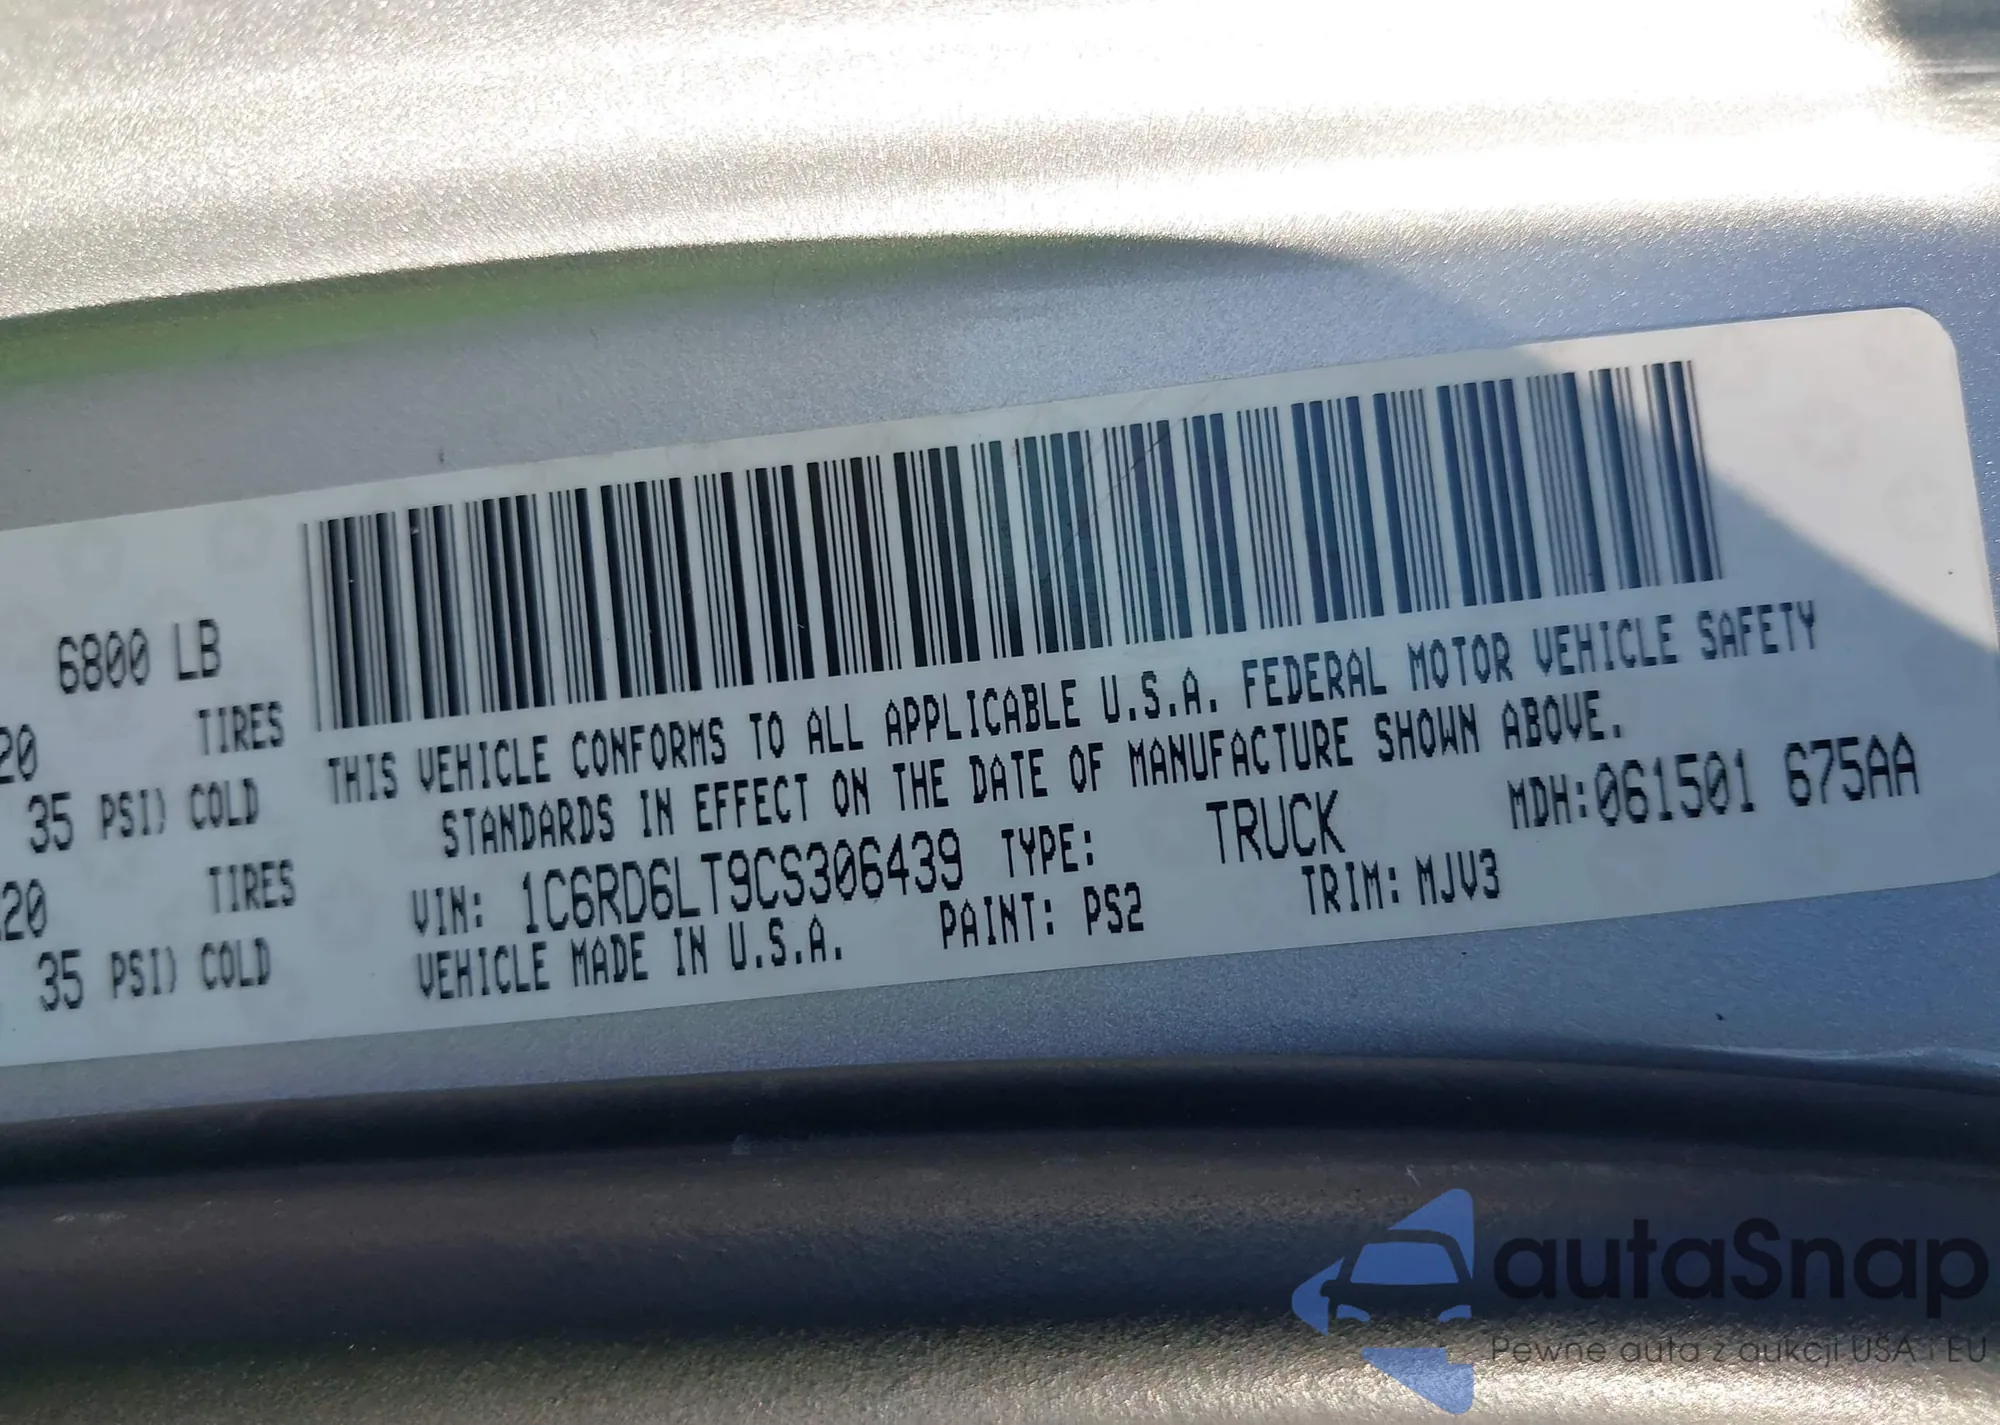 6800 LB
20 TIRES
35 PSI) COLD
20 TIRES
35 PSI) COLD
THIS VEHICLE CONFORMS TO ALL APPLICABLE U.S.A. FEDERAL MOTOR VEHICLE SAFETY
STANDARDS IN EFFECT ON THE DATE OF MANUFACTURE SHOWN ABOVE.
MDH:061501 675AA
VIN: 1C6RD6LT9CS306439 TYPE: TRUCK
VEHICLE MADE IN U.S.A. PAINT: PS2 TRIM: MJV3
autaSnap
Pewne auta z aukcji USA i EU